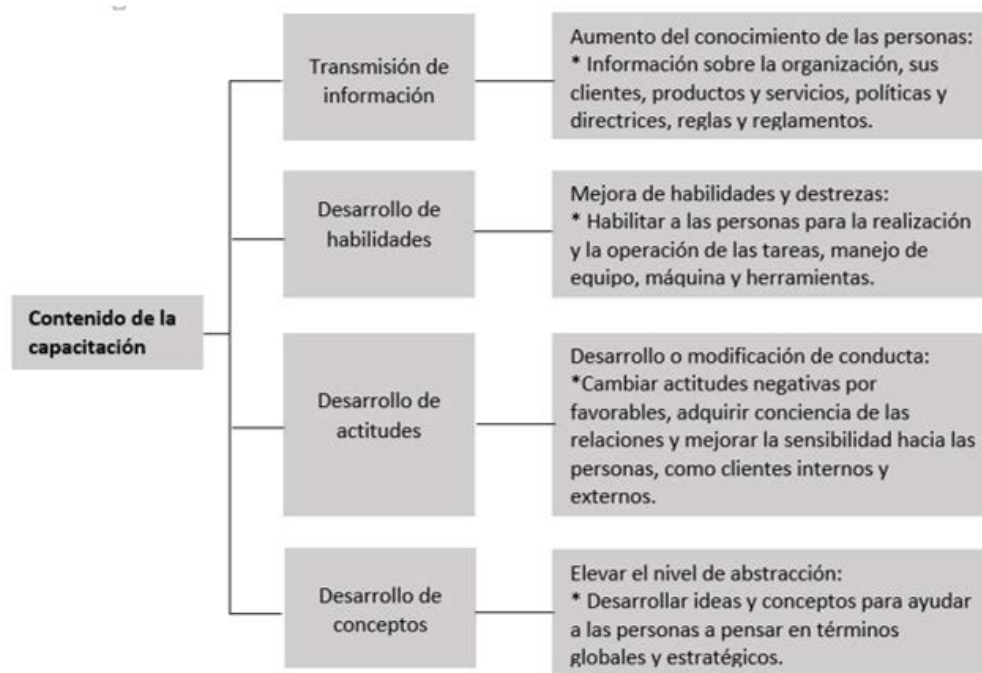 Transmisión de
información
Aumento del conocimiento de las personas:
* Información sobre la organización, sus
clientes, productos y servicios, políticas y
directrices, reglas y reglamentos.
Desarrollo de
habilidades
Mejora de habilidades y destrezas:
* Habilitar a las personas para la realización
y la operación de las tareas, manejo de
equipo, máquina y herramientas.
Contenido de la
capacitación
Desarrollo de
actitudes
Desarrollo o modificación de conducta:
*Cambiar actitudes negativas por
favorables, adquirir conciencia de las
relaciones y mejorar la sensibilidad hacia las
personas, como clientes internos y
externos.
Desarrollo de
conceptos
Elevar el nivel de abstracción:
* Desarrollar ideas y conceptos para ayudar
a las personas a pensar en términos
globales y estratégicos.